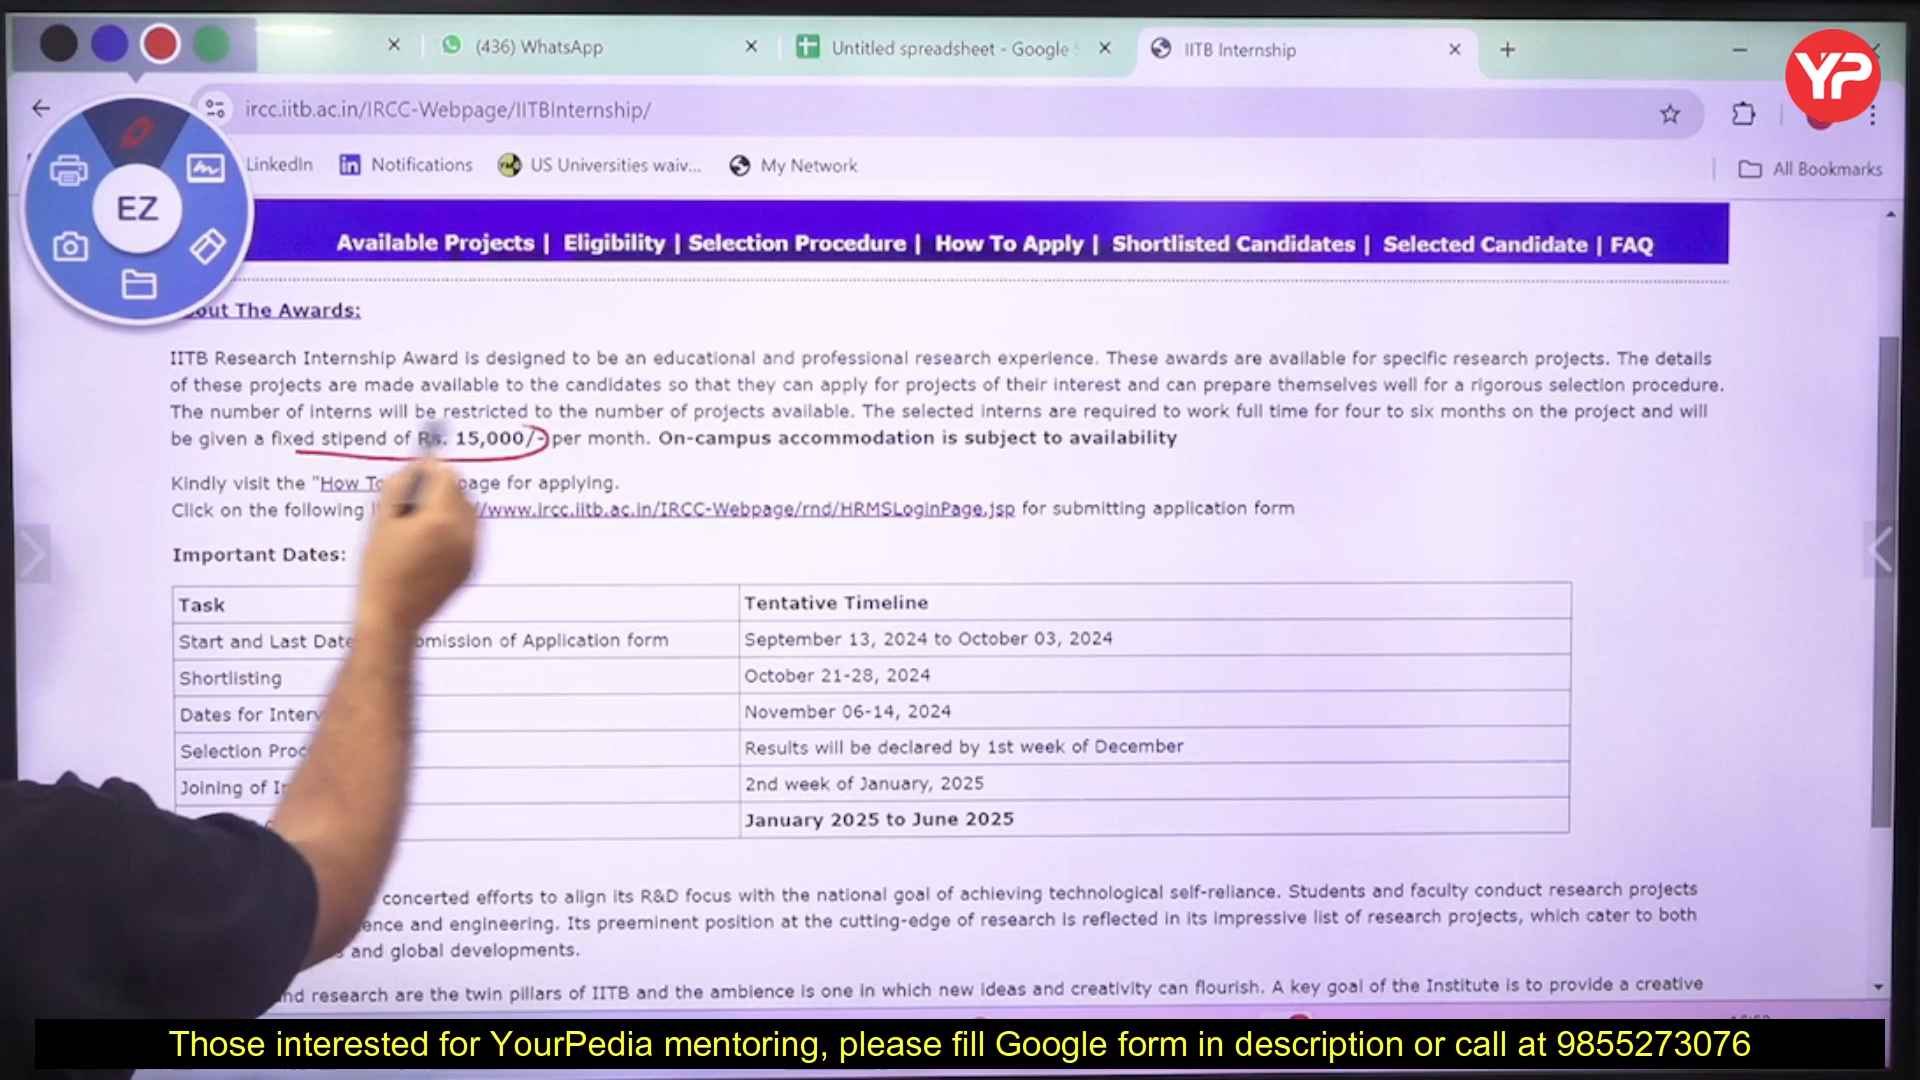 (436) WhatsApp
Untitled spreadsheet - Google S
IITB Internship
YP
ircc.iitb.ac.in/IRCC-Webpage/IITBInternship/
LinkedIn
in Notifications
US Universities waiv...
My Network
All Bookmarks
EZ
Available Projects | Eligibility | Selection Procedure | How To Apply | Shortlisted Candidates | Selected Candidate | FAQ
out The Awards:
IITB Research Internship Award is designed to be an educational and professional research experience. These awards are available for specific research projects. The details
of these projects are made available to the candidates so that they can apply for projects of their interest and can prepare themselves well for a rigorous selection procedure.
The number of interns will be restricted to the number of projects available. The selected interns are required to work full time for four to six months on the project and will
be given a fixed stipend of Rs. 15,000/- per month. On-campus accommodation is subject to availability
Kindly visit the "How To page for applying.
Click on the following //www.ircc.iitb.ac.in/IRCC-Webpage/rnd/HRMSLoginPage.jsp for submitting application form
Important Dates:
Task Tentative Timeline
Start and Last Date omission of Application form September 13, 2024 to October 03, 2024
Shortlisting October 21-28, 2024
Dates for Interv November 06-14, 2024
Selection Proc Results will be declared by 1st week of December
Joining of I 2nd week of January, 2025
January 2025 to June 2025
concerted efforts to align its R&D focus with the national goal of achieving technological self-reliance. Students and faculty conduct research projects
ence and engineering. Its preeminent position at the cutting-edge of research is reflected in its impressive list of research projects, which cater to both
and global developments.
nd research are the twin pillars of IITB and the ambience is one in which new ideas and creativity can flourish. A key goal of the Institute is to provide a creative
Those interested for YourPedia mentoring, please fill Google form in description or call at 9855273076